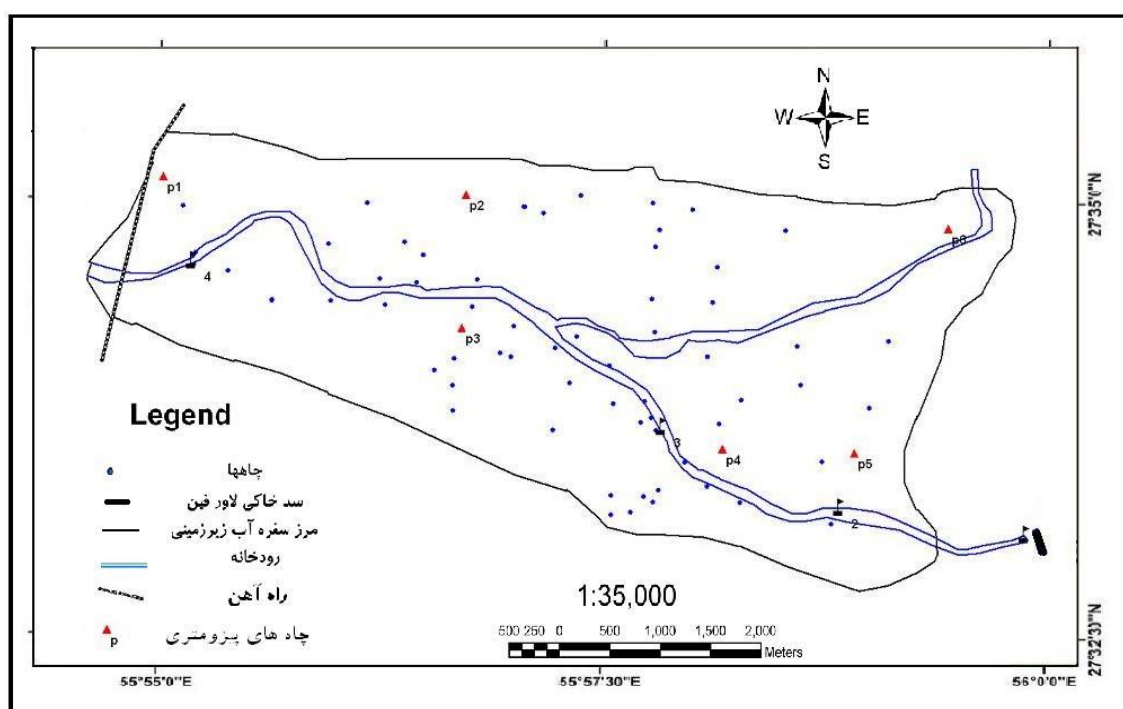 N
W E
S
p1
p2
p6
27°35'0"N
4
p3
3
p4
p5
2
Legend
چاهها
سد خاکی لاور فین
مرز سفره آب زیرزمینی
رودخانه
راه آهن
چاه های پیزومتری
p
1:35,000
500 250 0 500 1,000 1,500 2,000
Meters
27°32'30"N
55°55'0"E 55°57'30"E 56°0'0"E